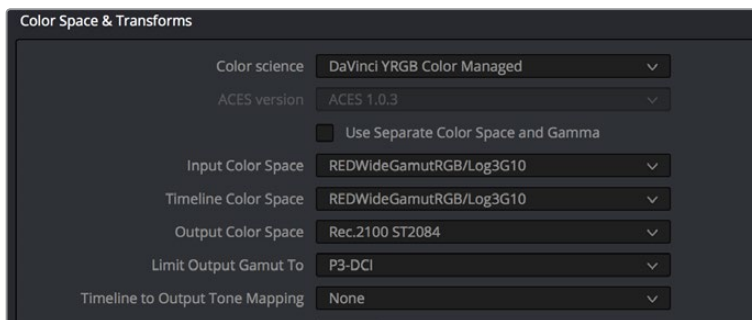 Color Space & Transforms
Color science DaVinci YRGB Color Managed
ACES version ACES 1.0.3
Use Separate Color Space and Gamma
Input Color Space REDWideGamutRGB/Log3G10
Timeline Color Space REDWideGamutRGB/Log3G10
Output Color Space Rec.2100 ST2084
Limit Output Gamut To P3-DCI
Timeline to Output Tone Mapping None